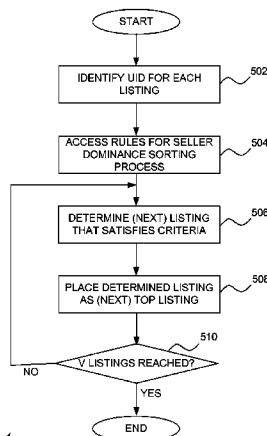 START
IDENTIFY UID FOR EACH
LISTING
502
ACCESS RULES FOR SELLER
DOMINANCE SORTING
PROCESS
504
DETERMINE (NEXT) LISTING
THAT SATISFIES CRITERIA
506
PLACE DETERMINED LISTING
AS (NEXT) TOP LISTING
508
510
V LISTINGS REACHED?
NO
YES
END